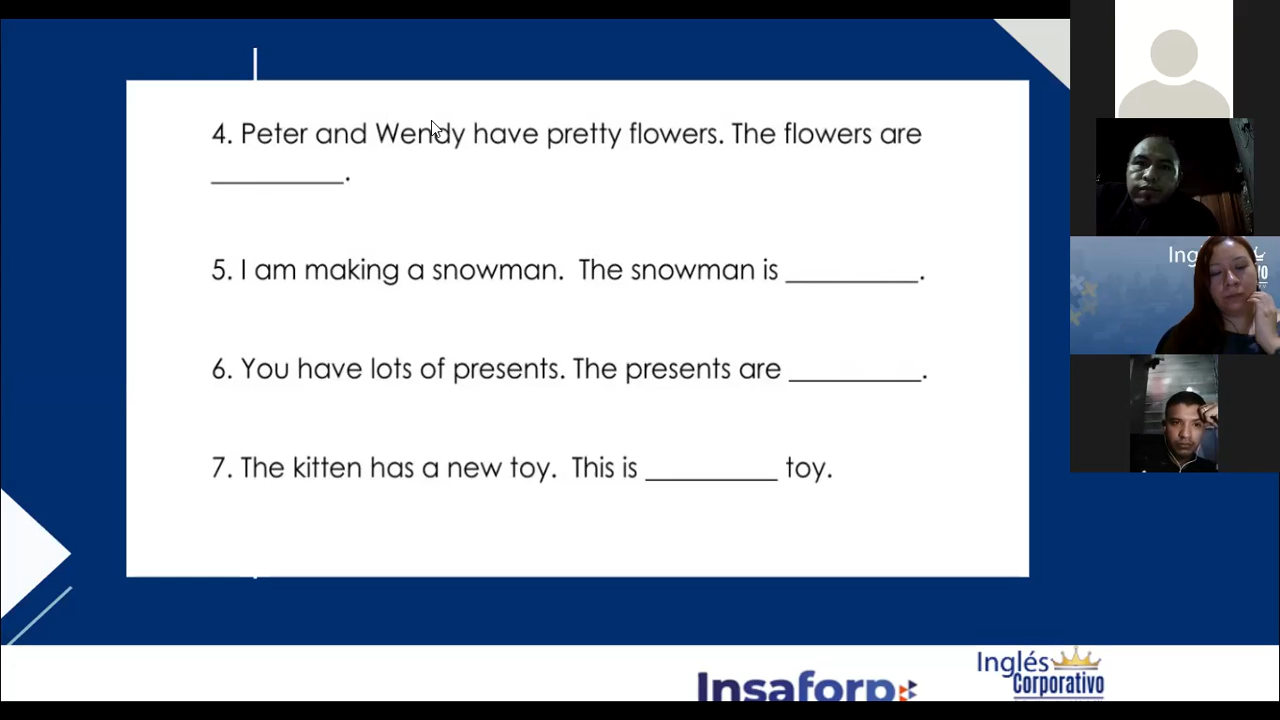 4. Peter and Wendy have pretty flowers. The flowers are
__________.
5. I am making a snowman. The snowman is __________.
6. You have lots of presents. The presents are __________.
7. The kitten has a new toy. This is __________ toy.
Insaforp
Inglés
Corporativo